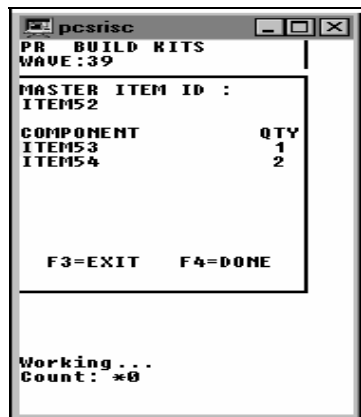 pcsrisc
PR BUILD KITS
WAVE:39
MASTER ITEM ID :
ITEM52
COMPONENT QTY
ITEM53 1
ITEM54 2
F3=EXIT F4=DONE
Working...
Count: *0